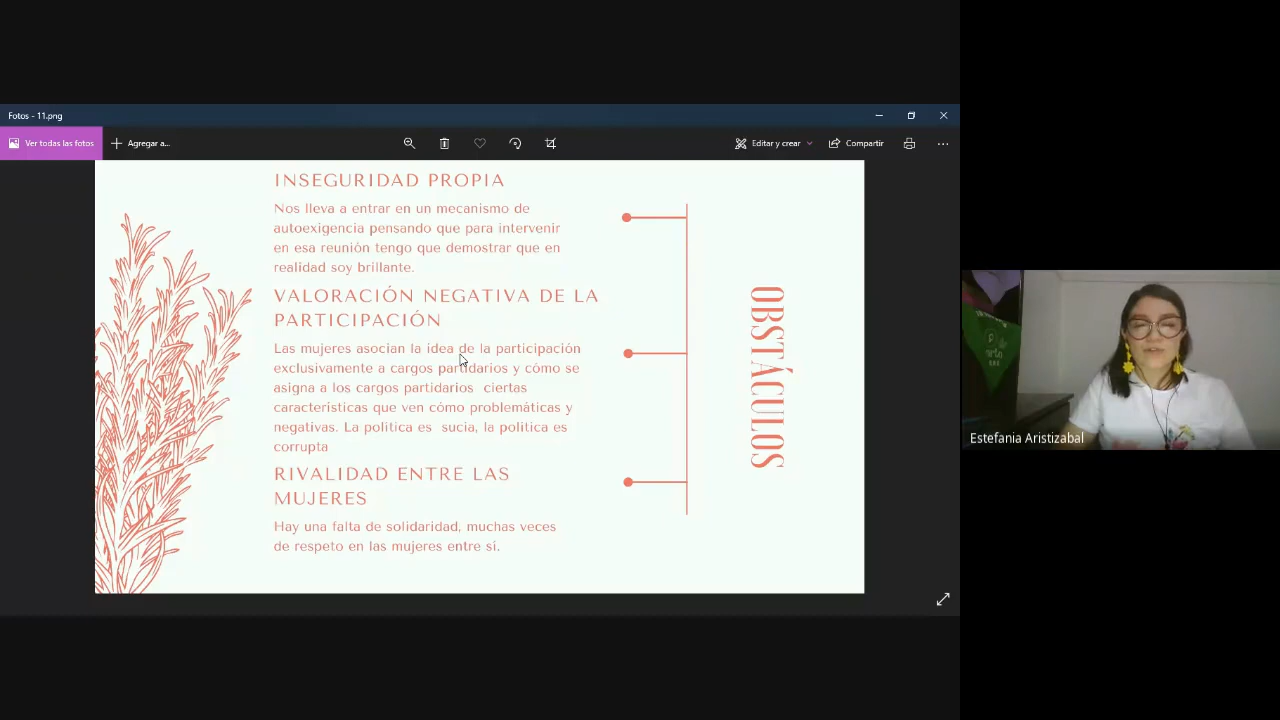 Fotos - 11.png
Ver todas las fotos
Agregar a...
Editar y crear
Compartir
INSEGURIDAD PROPIA
Nos lleva a entrar en un mecanismo de
autoexigencia pensando que para intervenir
en esa reunión tengo que demostrar que en
realidad soy brillante.
VALORACIÓN NEGATIVA DE LA
PARTICIPACIÓN
Las mujeres asocian la idea de la participación
exclusivamente a cargos partidarios y cómo se
asigna a los cargos partidarios ciertas
características que ven cómo problemáticas y
negativas. La política es sucia, la política es
corrupta
RIVALIDAD ENTRE LAS
MUJERES
Hay una falta de solidaridad, muchas veces
de respeto en las mujeres entre sí.
OBSTÁCULOS
Estefania Aristizabal